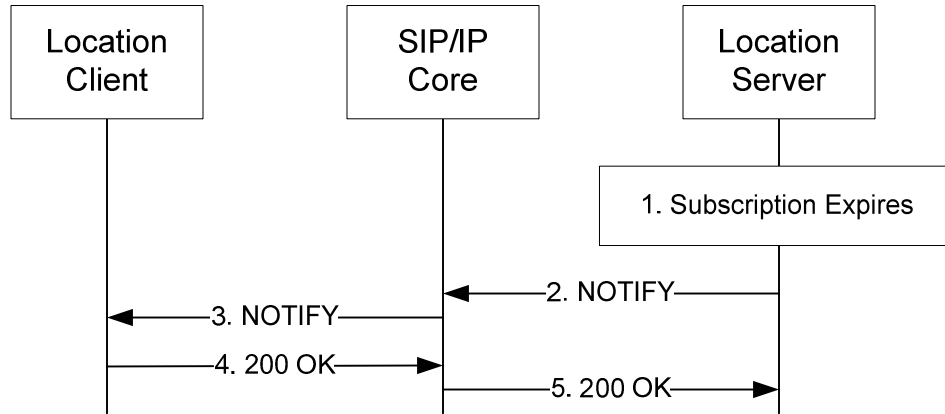 Location
Client
SIP/IP
Core
Location
Server
1. Subscription Expires
2. NOTIFY
3. NOTIFY
4. 200 OK
5. 200 OK